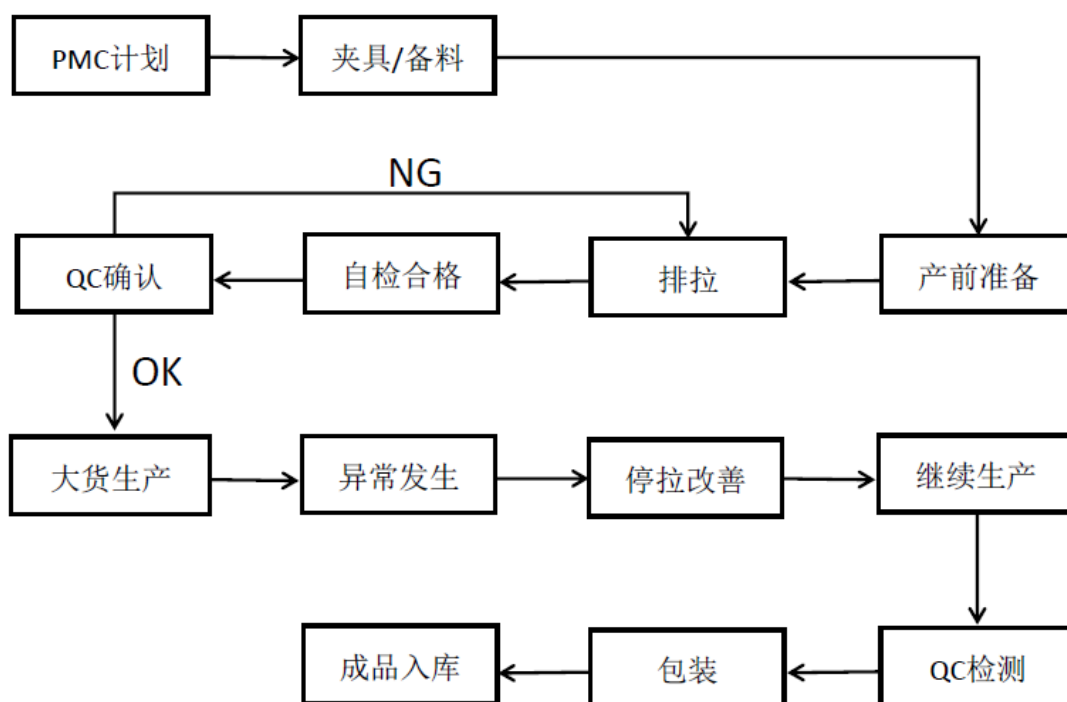 PMC计划
夹具/备料
NG
QC确认
自检合格
排拉
产前准备
OK
大货生产
异常发生
停拉改善
继续生产
成品入库
包装
QC检测